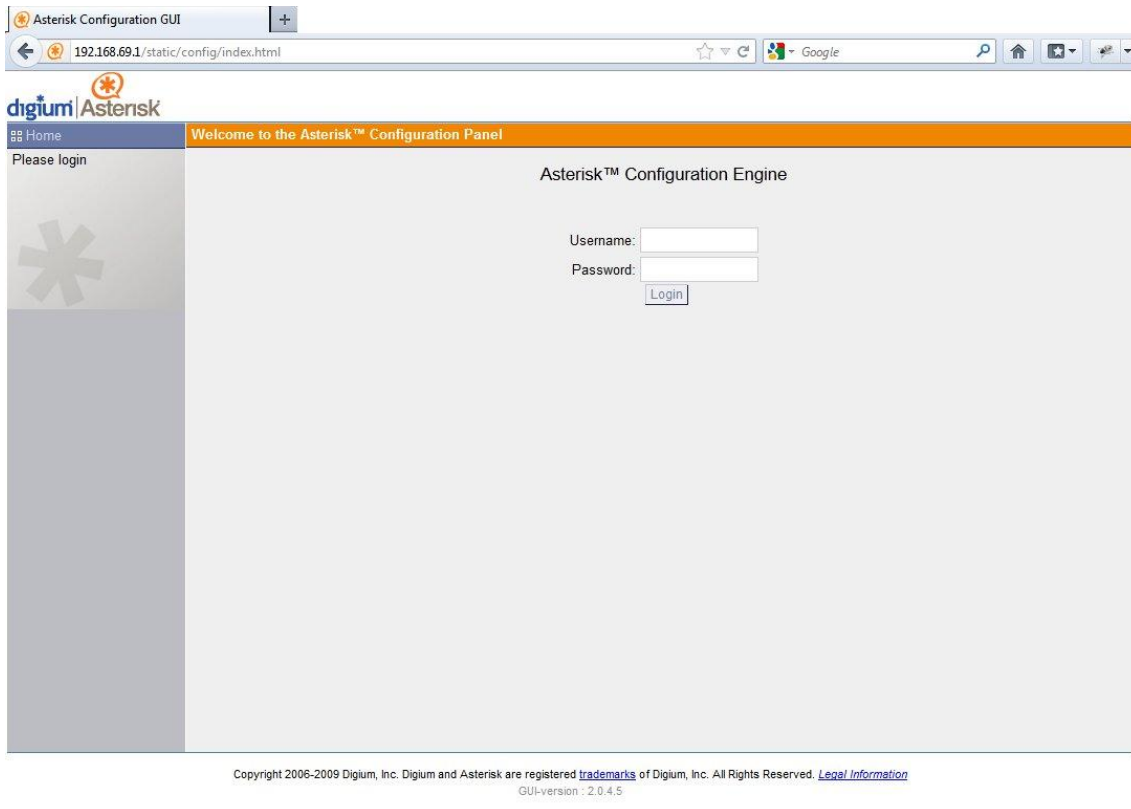 Asterisk Configuration GUI
+
192.168.69.1/static/config/index.html
Google
digium Asterisk
Home
Welcome to the Asterisk™ Configuration Panel
Please login
Asterisk™ Configuration Engine
Username:
Password:
Login
Copyright 2006-2009 Digium, Inc. Digium and Asterisk are registered trademarks of Digium, Inc. All Rights Reserved. Legal Information
GUI-version : 2.0.4.5